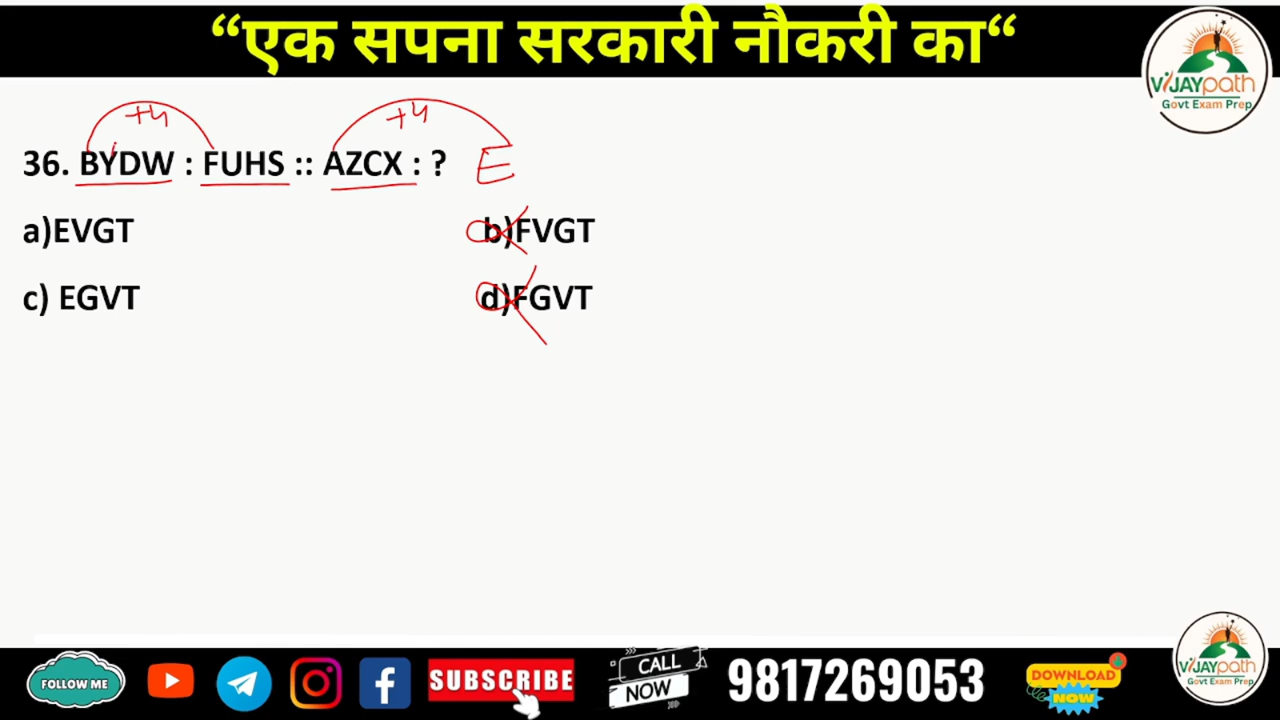 “एक सपना सरकारी नौकरी का“
VIJAYpath
Govt Exam Prep
+4 +4
36. BYDW : FUHS :: AZCX : ? E
a)EVGT b)FVGT
c) EGVT d)FGVT
FOLLOW ME
SUBSCRIBE
CALL
NOW
9817269053
DOWNLOAD
NOW
VIJAYpath
Govt Exam Prep